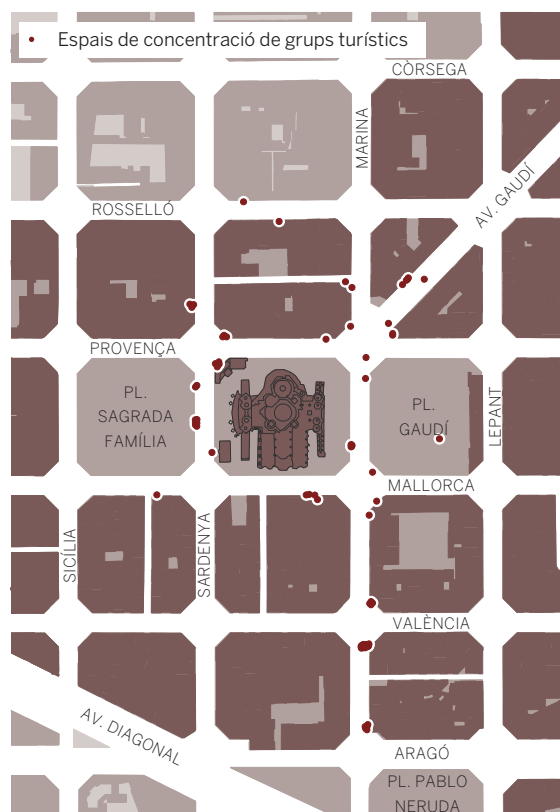 Espais de concentració de grups turístics
CÒRSEGA
MARINA
AV. GAUDÍ
ROSSELLÓ
PROVENÇA
PL.
SAGRADA
FAMÍLIA
PL.
GAUDÍ
LEPANT
MALLORCA
SICÍLIA
SARDENYA
VALÈNCIA
AV. DIAGONAL
ARAGÓ
PL. PABLO
NERUDA